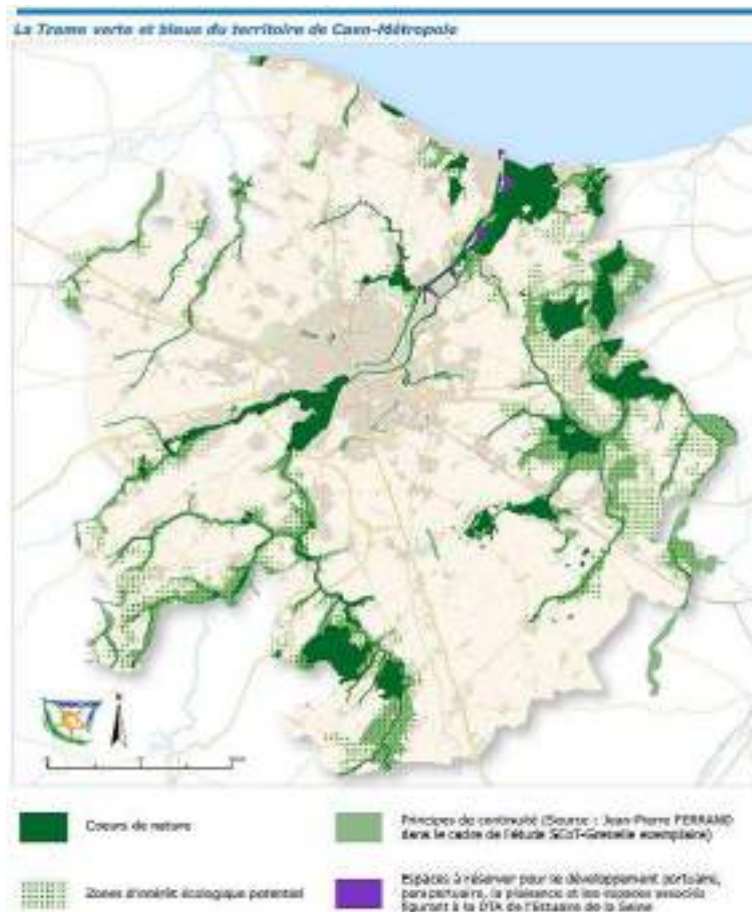 La Trame verte et bleue du territoire de Caen-Métropole
Coeurs de nature
Principes de continuité (Source : Jean-Pierre FERRAND
dans le cadre de l'étude SCoT-Grenelle exemplaire)
Zones d'intérêt écologique potentiel
Espaces à réserver pour le développement portuaire,
para portuaire, la plaisance et les espaces associés
figurant à la DTA de l'Estuaire de la Seine